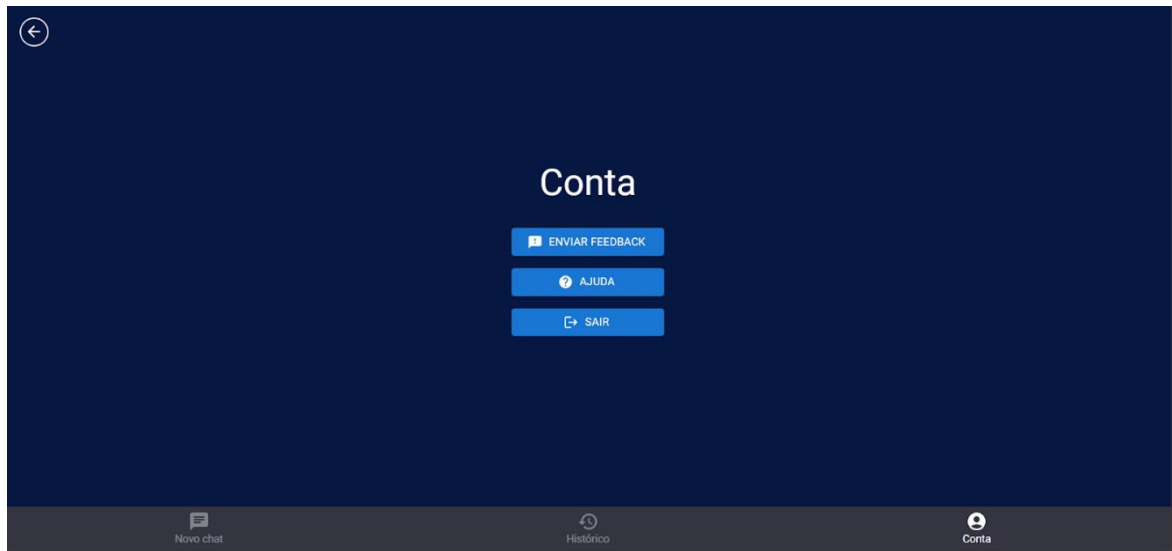 Conta
ENVIAR FEEDBACK
AJUDA
SAIR
Novo chat
Histórico
Conta